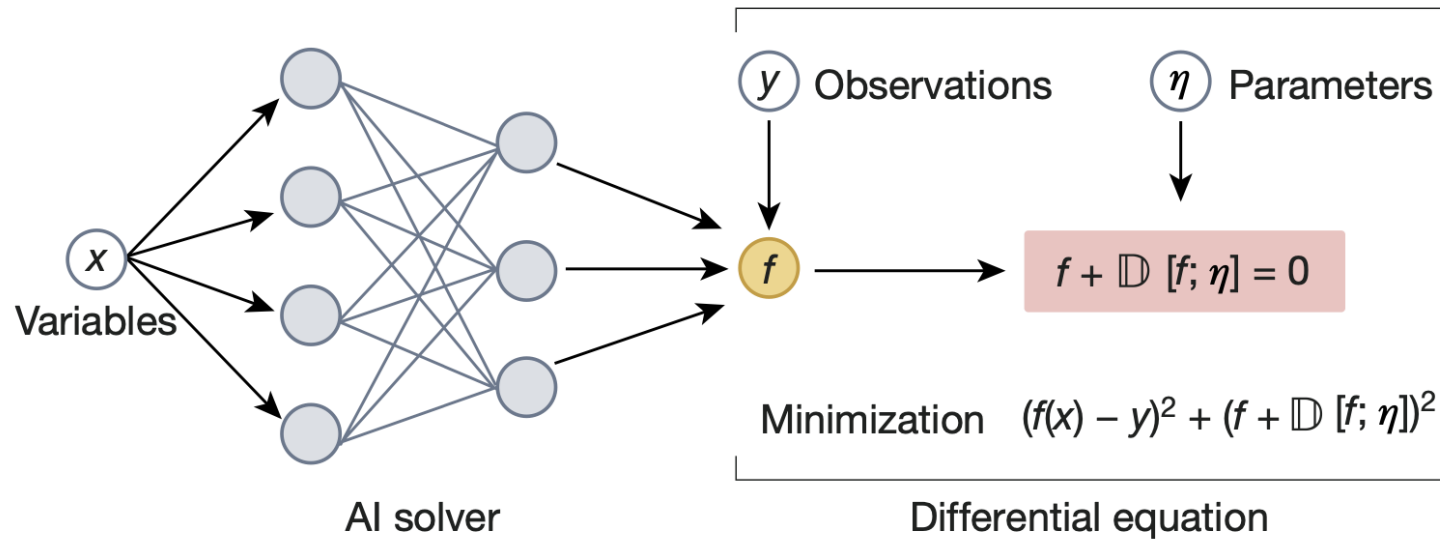 y Observations
η Parameters
x
Variables
f
f + 𝔻 [f; η] = 0
Minimization (f(x) – y)² + (f + 𝔻 [f; η])²
AI solver
Differential equation